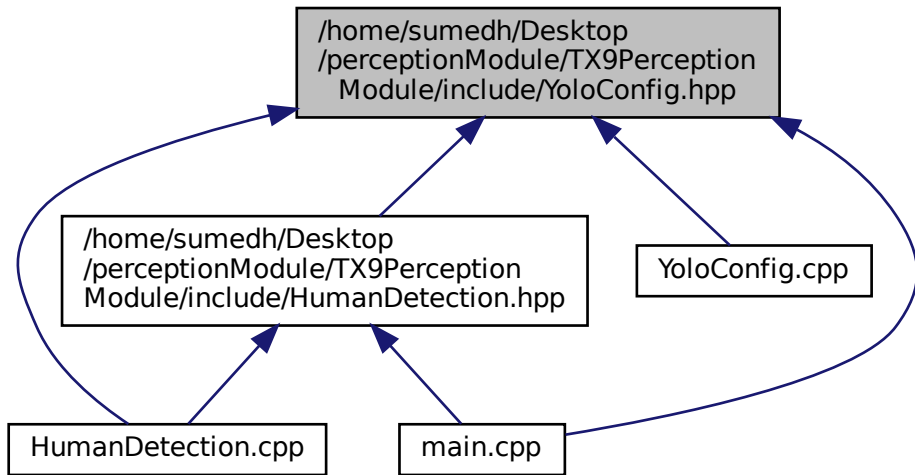 /home/sumedh/Desktop
/perceptionModule/TX9Perception
Module/include/YoloConfig.hpp
/home/sumedh/Desktop
/perceptionModule/TX9Perception
Module/include/HumanDetection.hpp
YoloConfig.cpp
HumanDetection.cpp
main.cpp